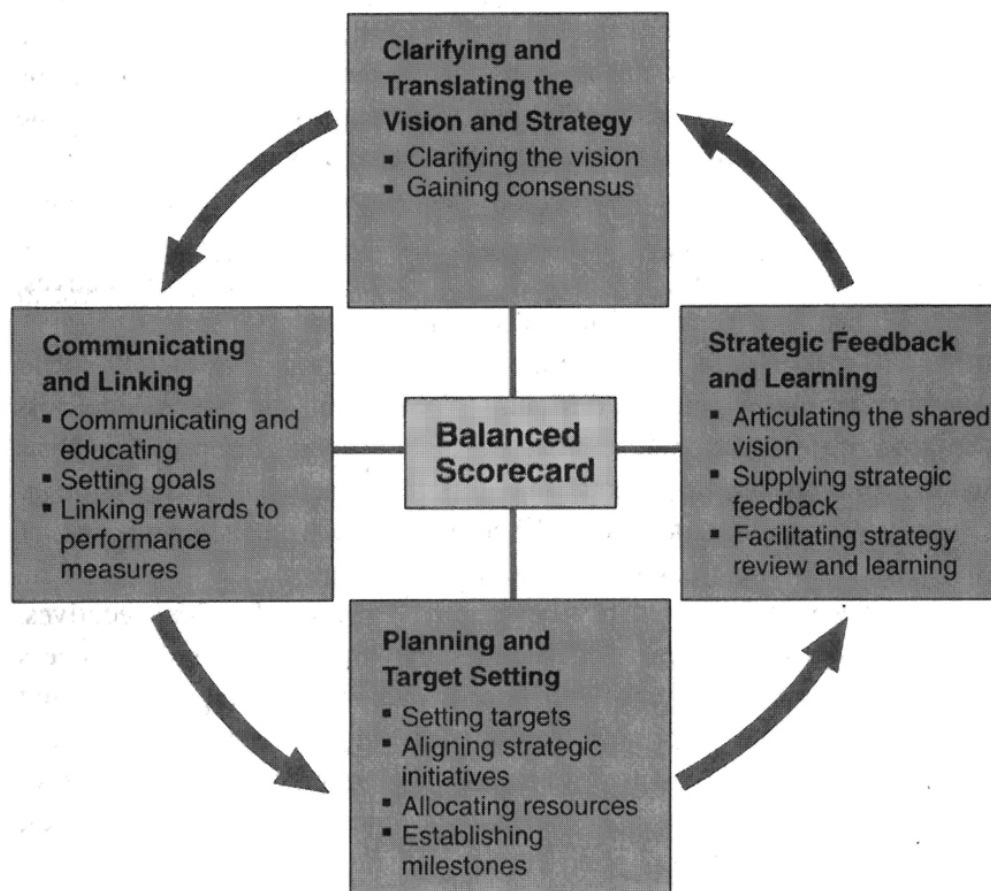 Clarifying and
Translating the
Vision and Strategy
▪ Clarifying the vision
▪ Gaining consensus
Communicating
and Linking
▪ Communicating and
educating
▪ Setting goals
▪ Linking rewards to
performance
measures
Balanced
Scorecard
Strategic Feedback
and Learning
▪ Articulating the shared
vision
▪ Supplying strategic
feedback
▪ Facilitating strategy
review and learning
Planning and
Target Setting
▪ Setting targets
▪ Aligning strategic
initiatives
▪ Allocating resources
▪ Establishing
milestones